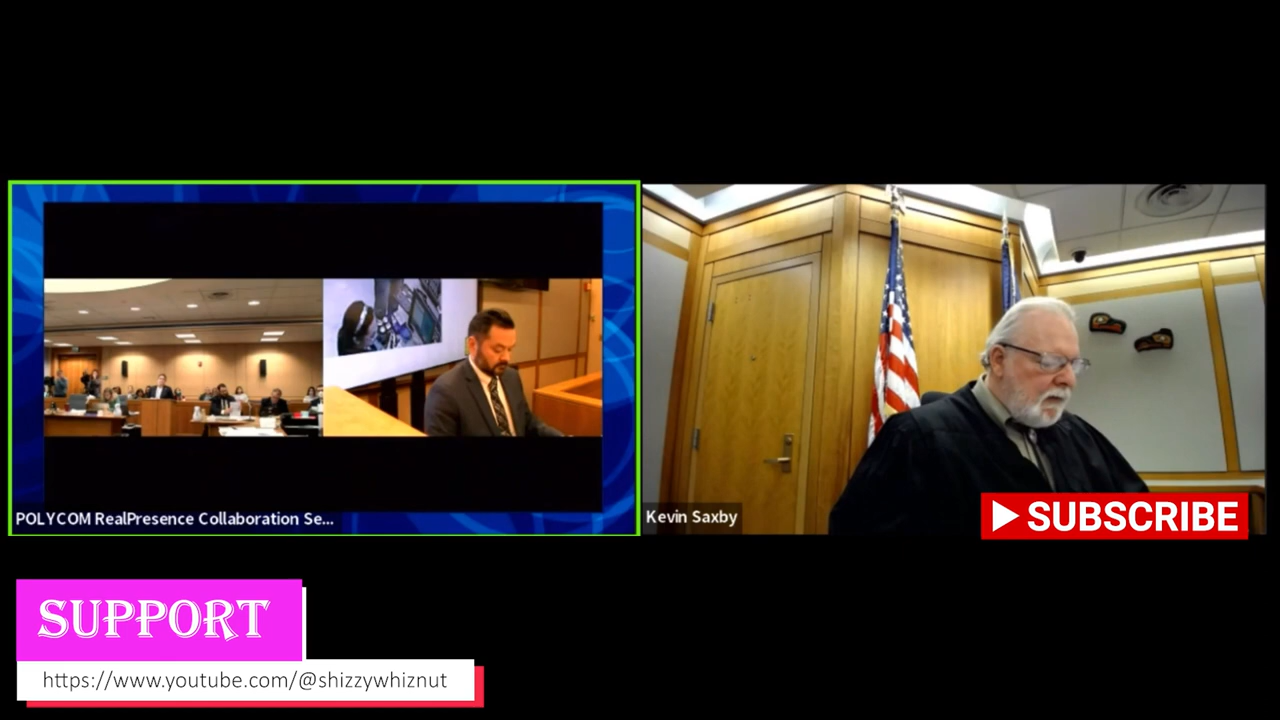 POLYCOM RealPresence Collaboration Se...
Kevin Saxby
SUBSCRIBE
SUPPORT
https://www.youtube.com/@shizzywhiznut